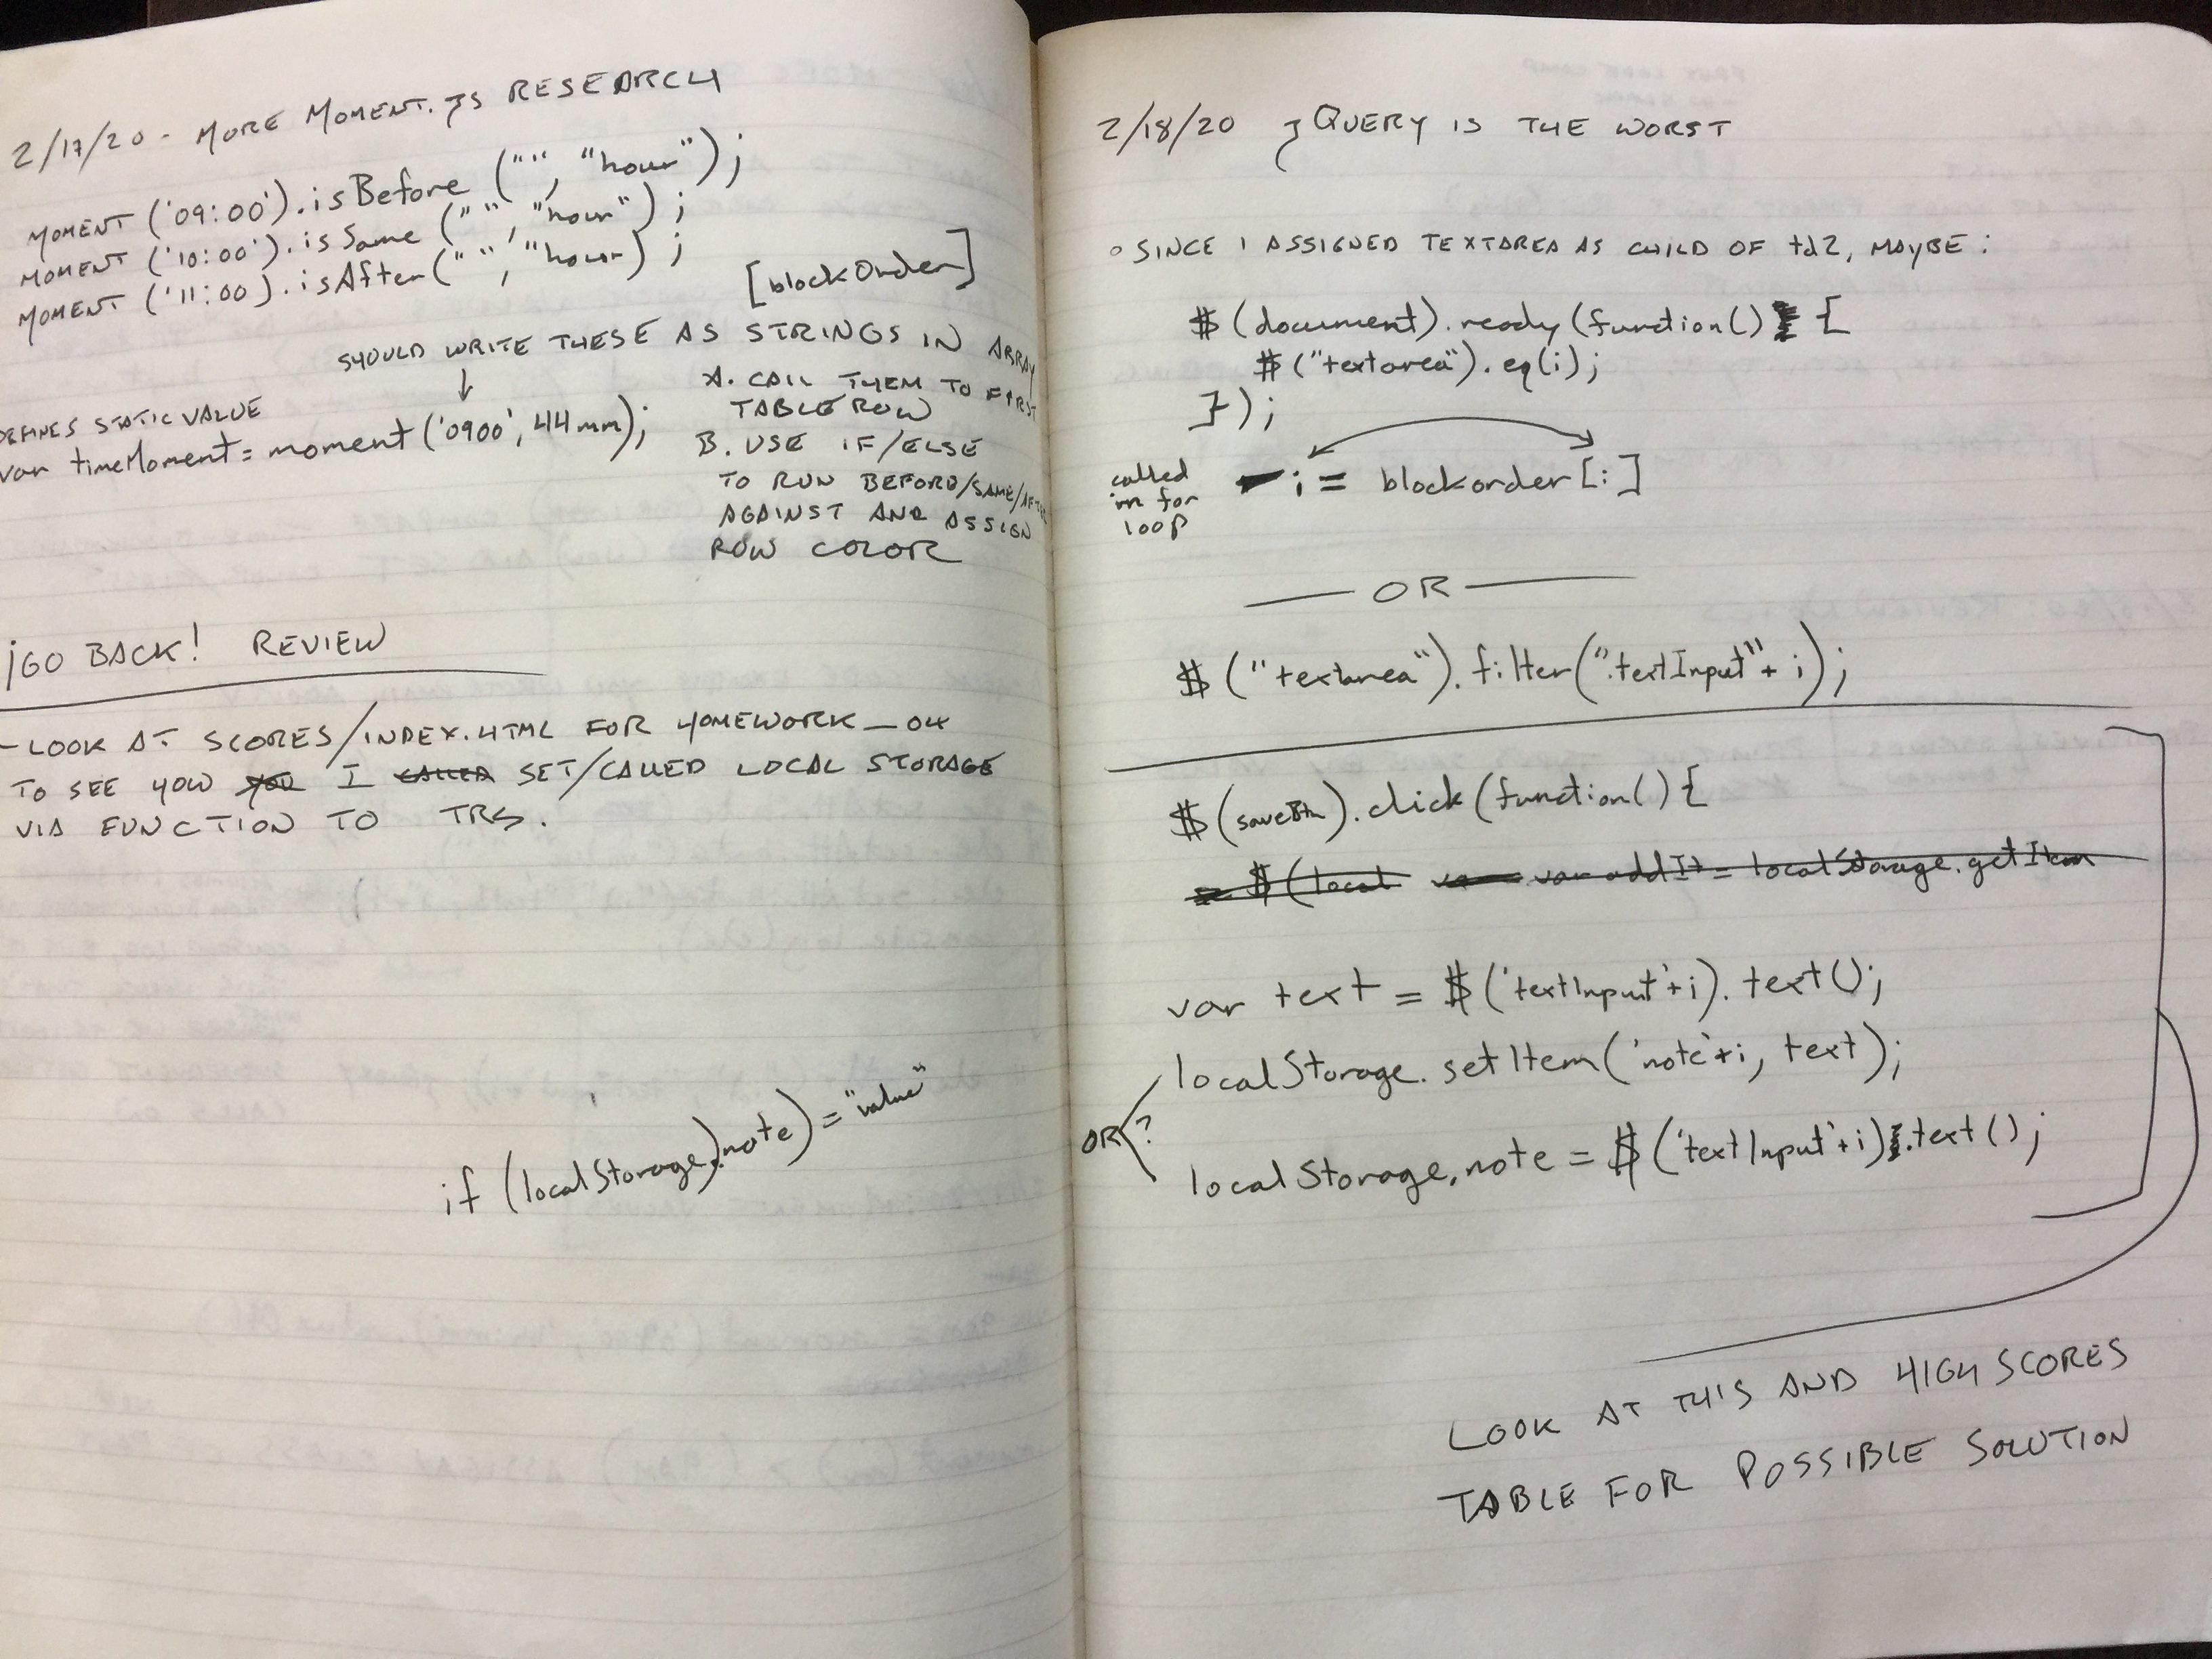 2/17/20 - MORE MOMENT.JS RESEARCH
MOMENT ('09:00').isBefore ("", "hour");
MOMENT ('10:00').isSame ("", "hour");
MOMENT ('11:00').isAfter("", "hour);
[blockOrder]
SHOULD WRITE THESE AS STRINGS IN ARRAY
↓
A. CALL THEM TO FIRST
TABLE ROW
B. USE IF/ELSE
TO RUN BEFORE/SAME/AFTER
AGAINST AND ASSIGN
ROW COLOR
DEFINES STATIC VALUE
var timeMoment = moment ('0900', HHmm);
¡GO BACK! REVIEW
- LOOK AT SCORES/INDEX.HTML FOR HOMEWORK_04
TO SEE HOW I SET/CALLED LOCAL STORAGE
VIA FUNCTION TO TRS.
if (localStorage).note) = "value"
2/18/20 JQUERY IS THE WORST
◦ SINCE I ASSIGNED TEXTAREA AS CHILD OF td2, MAYBE:
$(document).ready(function() {
$("textarea").eq(i);
});
called
in for
loop
i = blockorder[i]
OR
$("textarea").filter(".textInput" + i);
$(saveBtn).click(function() {
$(local var addIt = localStorage.getItem
var text = $('textInput'+i).text();
localStorage.setItem('note'+i, text);
OR?
localStorage.note = $('textInput'+i).text();
LOOK AT THIS AND HIGH SCORES
TABLE FOR POSSIBLE SOLUTION